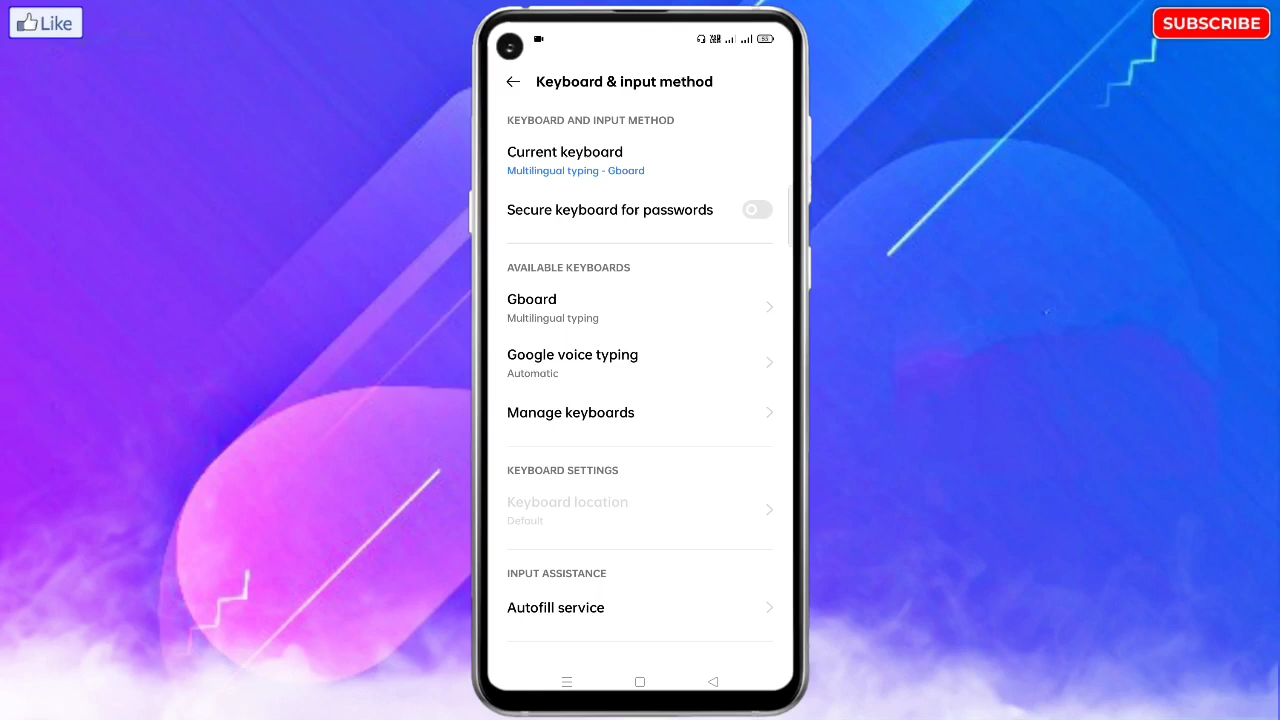 Like
SUBSCRIBE
Keyboard & input method
KEYBOARD AND INPUT METHOD
Current keyboard
Multilingual typing - Gboard
Secure keyboard for passwords
AVAILABLE KEYBOARDS
Gboard
Multilingual typing
Google voice typing
Automatic
Manage keyboards
KEYBOARD SETTINGS
Keyboard location
Default
INPUT ASSISTANCE
Autofill service